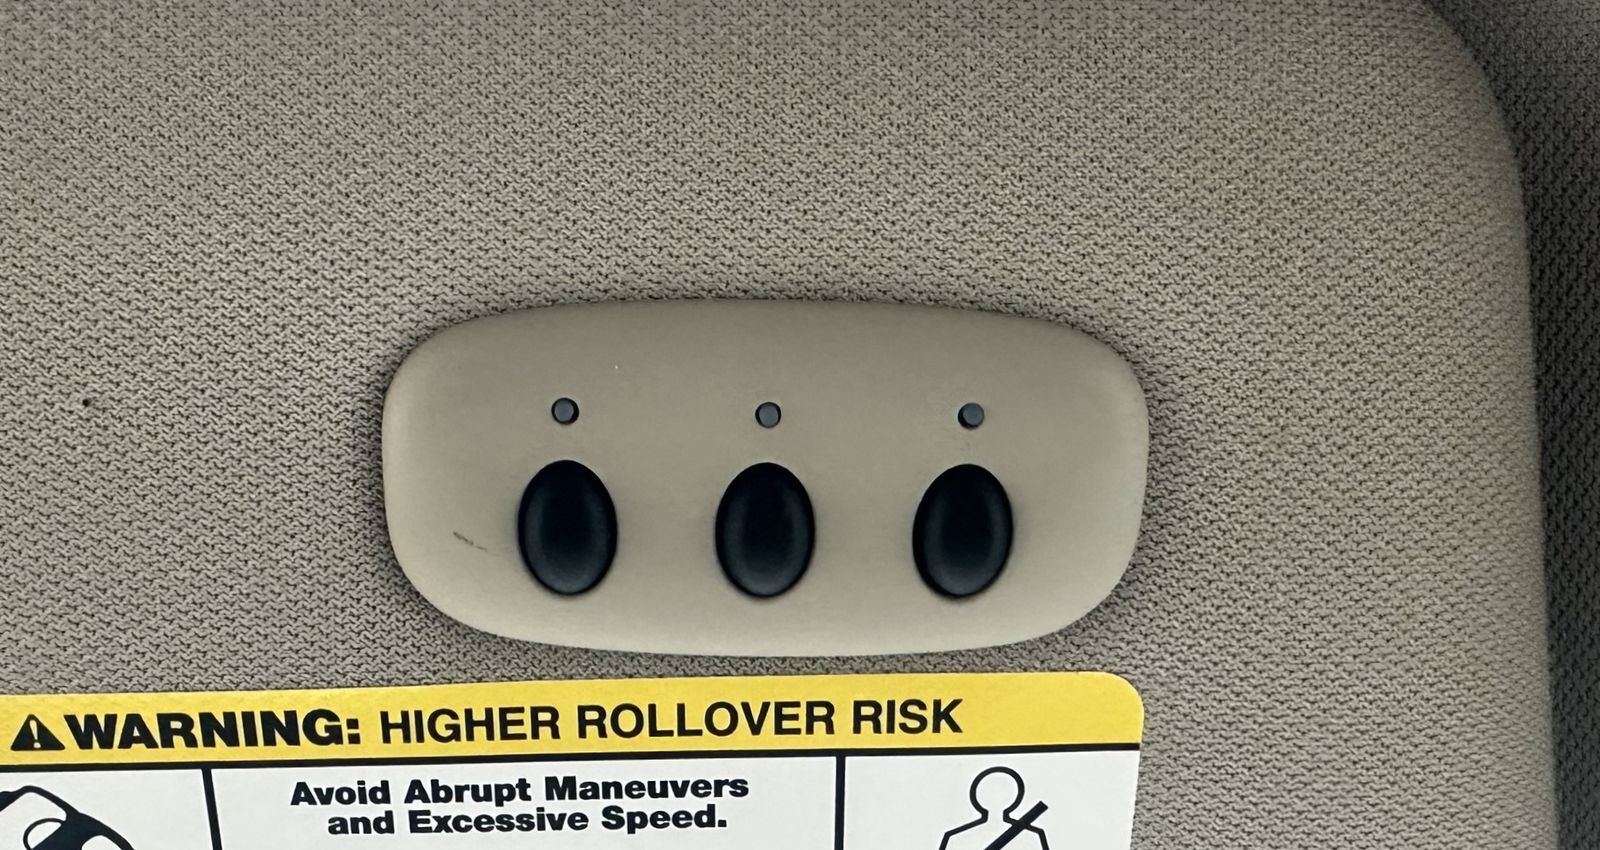 WARNING: HIGHER ROLLOVER RISK
Avoid Abrupt Maneuvers
and Excessive Speed.